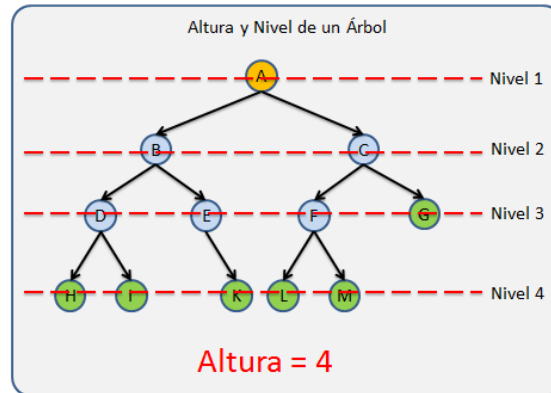 Altura y Nivel de un Árbol
A
Nivel 1
B
C
Nivel 2
D
E
F
G
Nivel 3
H
I
K
L
M
Nivel 4
Altura = 4